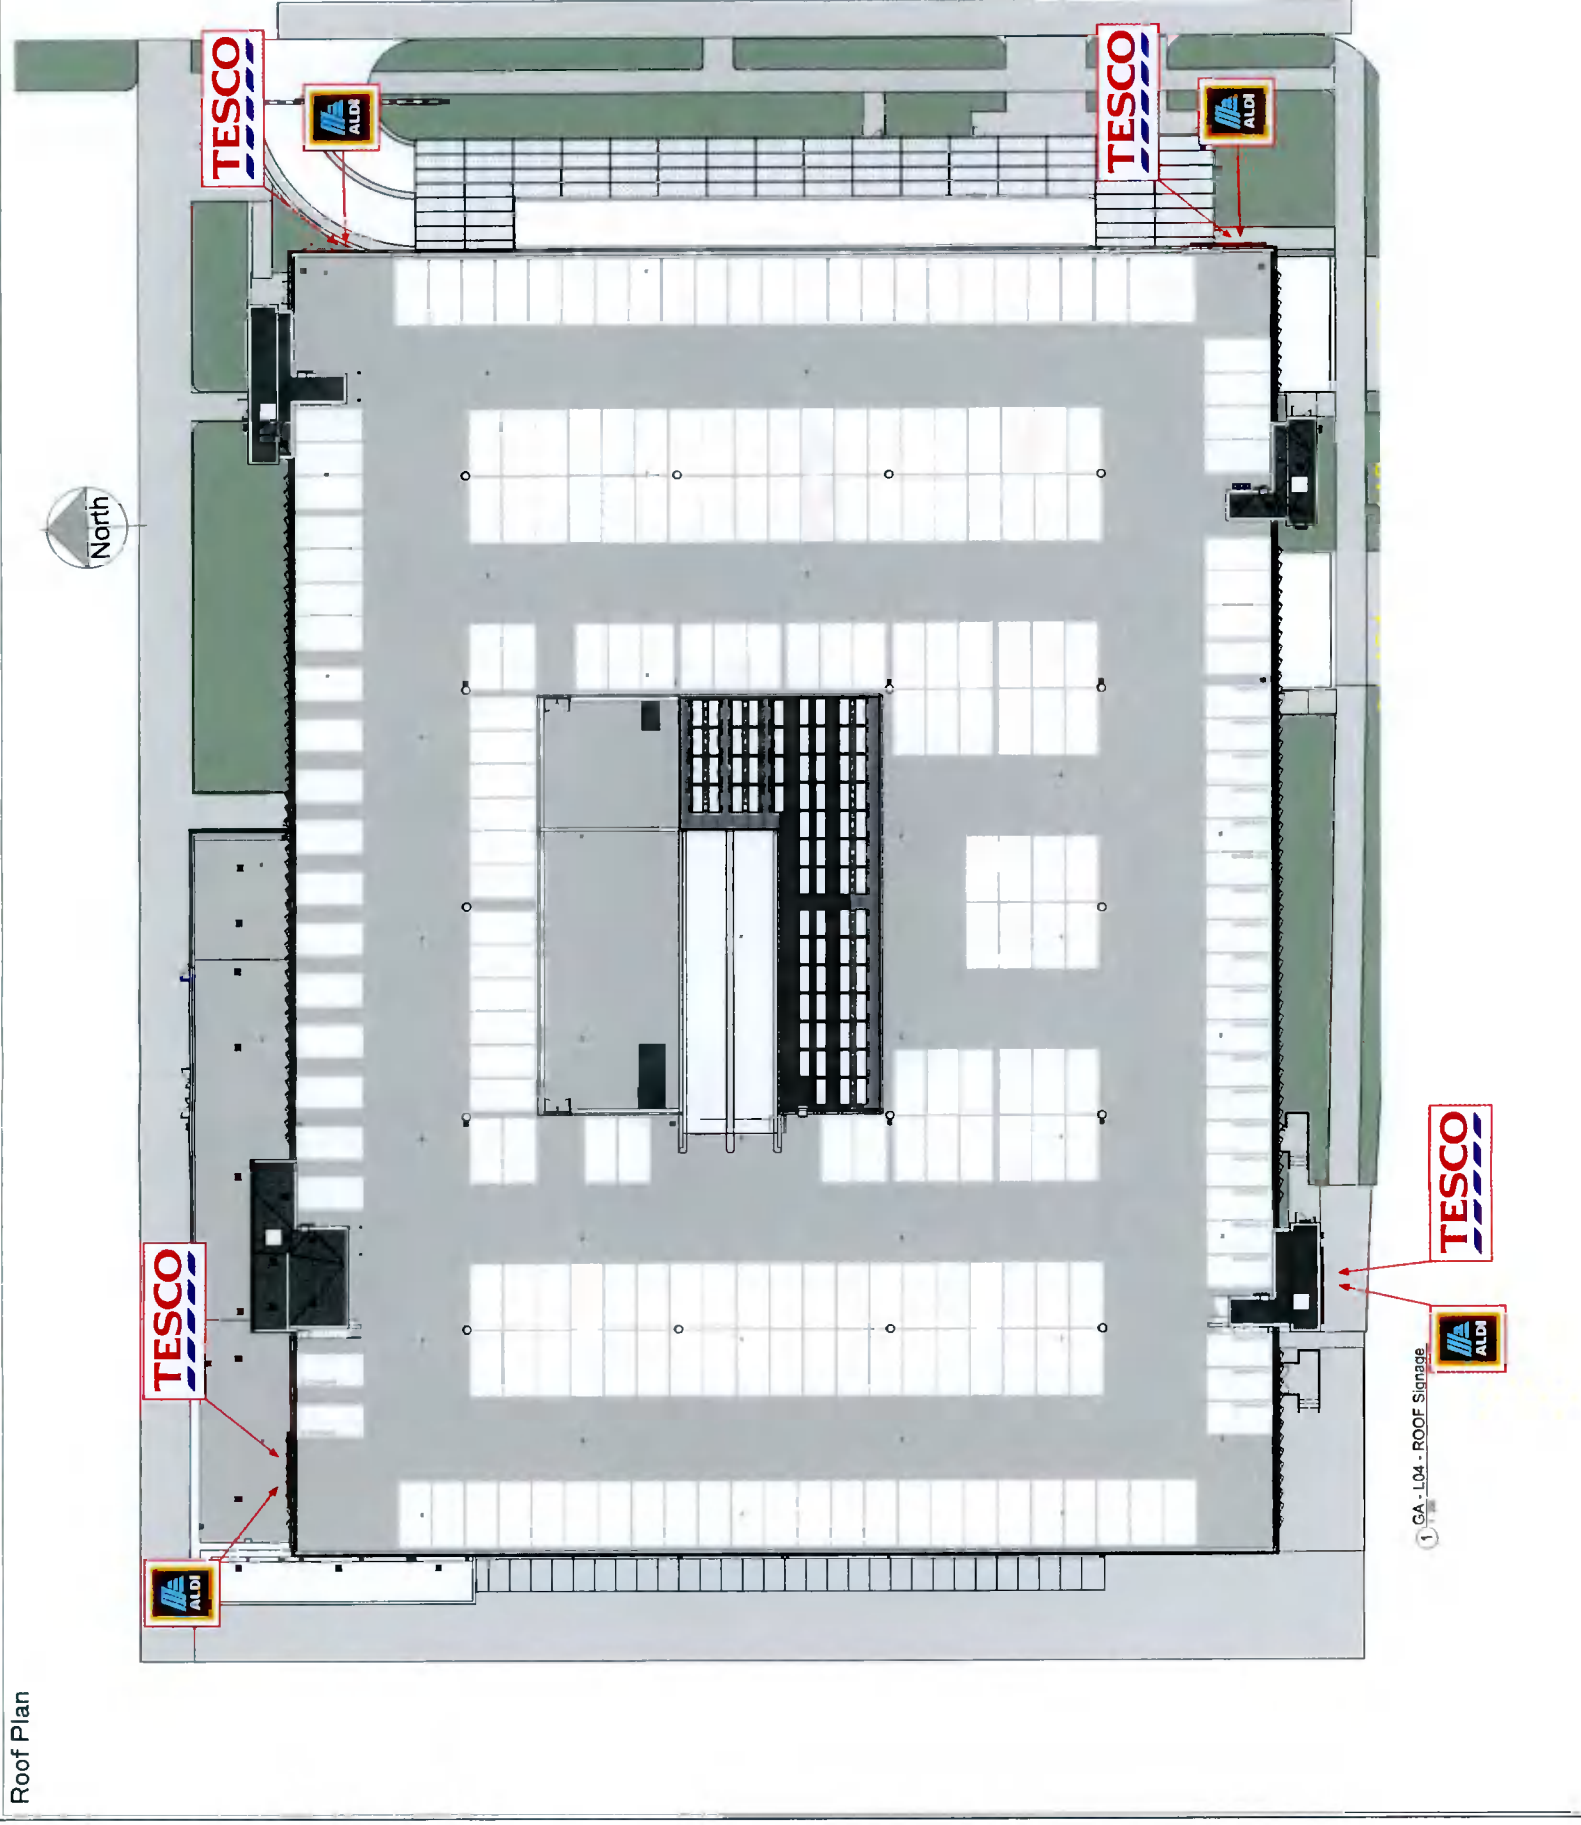 Roof Plan
North
TESCO
ALDI
TESCO
ALDI
TESCO
ALDI
TESCO
ALDI
1
GA - L04 - ROOF Signage